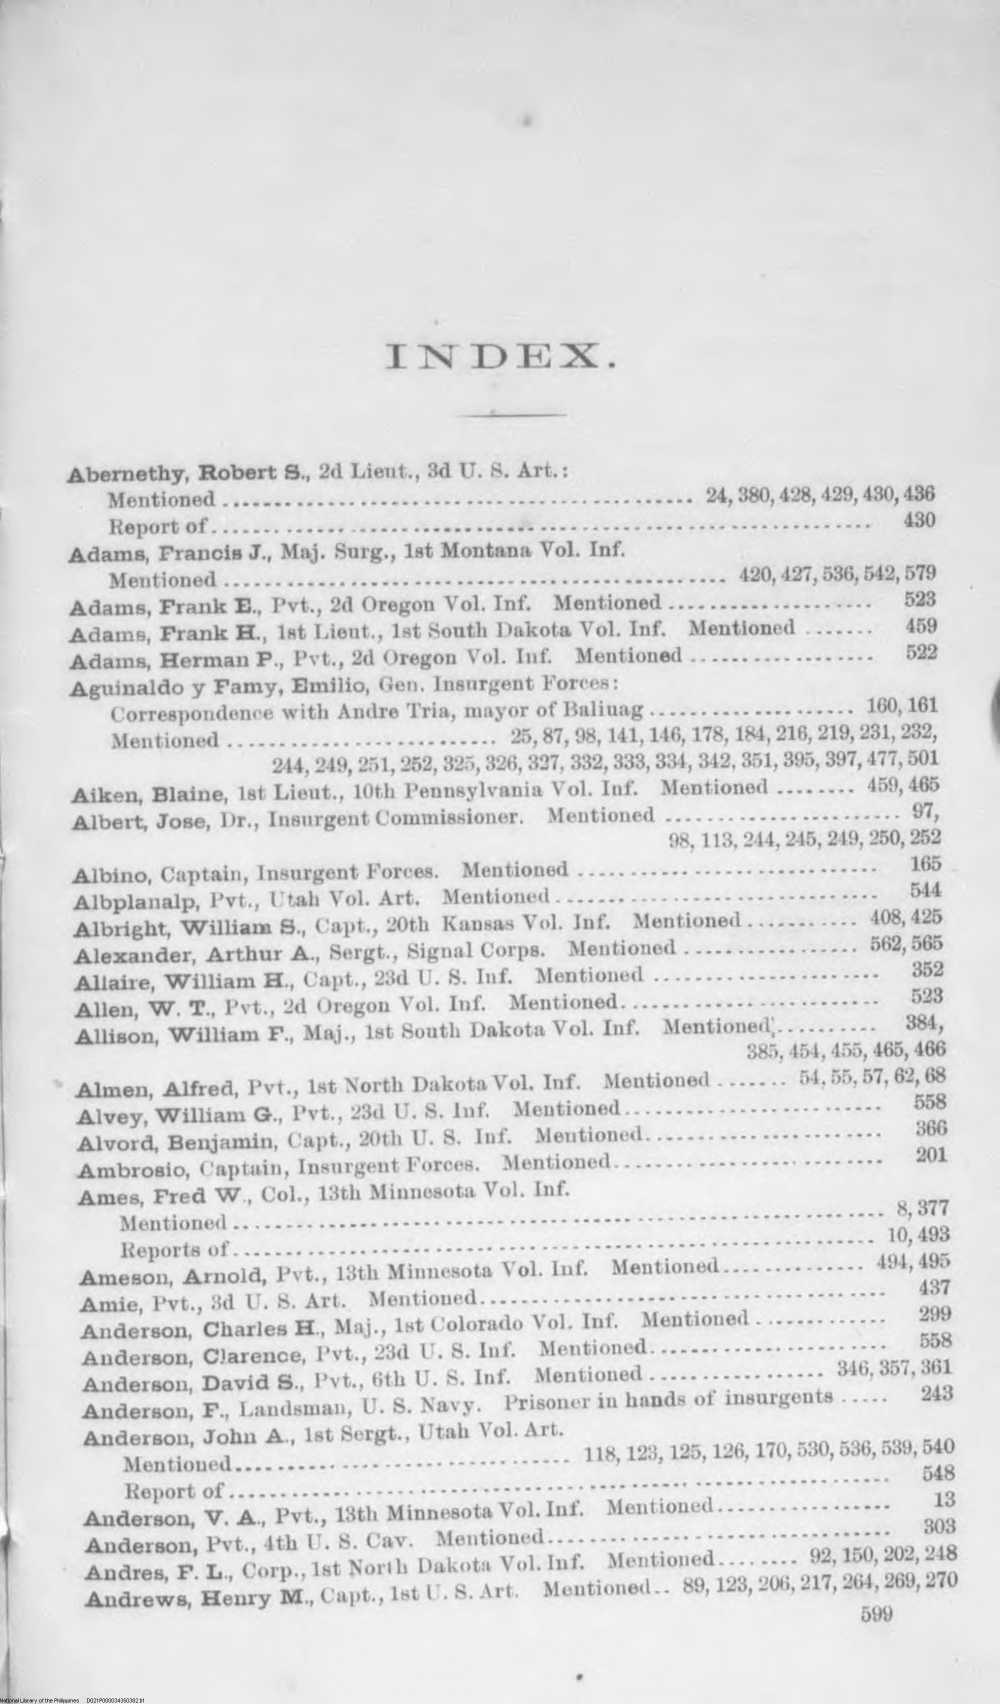 INDEX.
Abernethy, Robert S., 2d Lieut., 3d U. S. Art.:
Mentioned ........ 24, 380, 428, 429, 430, 436
Report of ........ 430
Adams, Francis J., Maj. Surg., 1st Montana Vol. Inf.
Mentioned ........ 420, 427, 536, 542, 579
Adams, Frank E., Pvt., 2d Oregon Vol. Inf. Mentioned ........ 523
Adams, Frank H., 1st Lieut., 1st South Dakota Vol. Inf. Mentioned ....... 459
Adams, Herman P., Pvt., 2d Oregon Vol. Inf. Mentioned ........ 522
Aguinaldo y Famy, Emilio, Gen. Insurgent Forces:
Correspondence with Andre Tria, mayor of Baliuag ........ 160, 161
Mentioned ........ 25, 87, 98, 141, 146, 178, 184, 216, 219, 231, 232,
244, 249, 251, 252, 325, 326, 327, 332, 333, 334, 342, 351, 395, 397, 477, 501
Aiken, Blaine, 1st Lieut., 10th Pennsylvania Vol. Inf. Mentioned ........ 459, 465
Albert, Jose, Dr., Insurgent Commissioner. Mentioned ........ 97,
98, 113, 244, 245, 249, 250, 252
Albino, Captain, Insurgent Forces. Mentioned ........ 165
Albplanalp, Pvt., Utah Vol. Art. Mentioned ........ 544
Albright, William S., Capt., 20th Kansas Vol. Inf. Mentioned ........ 408, 425
Alexander, Arthur A., Sergt., Signal Corps. Mentioned ........ 562, 565
Allaire, William H., Capt., 23d U. S. Inf. Mentioned ........ 352
Allen, W. T., Pvt., 2d Oregon Vol. Inf. Mentioned ........ 523
Allison, William F., Maj., 1st South Dakota Vol. Inf. Mentioned ........ 384,
385, 454, 455, 465, 466
Almen, Alfred, Pvt., 1st North Dakota Vol. Inf. Mentioned ....... 54, 55, 57, 62, 68
Alvey, William G., Pvt., 23d U. S. Inf. Mentioned ........ 558
Alvord, Benjamin, Capt., 20th U. S. Inf. Mentioned ........ 366
Ambrosio, Captain, Insurgent Forces. Mentioned ........ 201
Ames, Fred W., Col., 13th Minnesota Vol. Inf.
Mentioned ........ 8, 377
Reports of ........ 10, 493
Ameson, Arnold, Pvt., 13th Minnesota Vol. Inf. Mentioned ........ 494, 495
Amie, Pvt., 3d U. S. Art. Mentioned ........ 437
Anderson, Charles H., Maj., 1st Colorado Vol. Inf. Mentioned ........ 299
Anderson, Clarence, Pvt., 23d U. S. Inf. Mentioned ........ 558
Anderson, David S., Pvt., 6th U. S. Inf. Mentioned ........ 346, 357, 361
Anderson, F., Landsman, U. S. Navy. Prisoner in hands of insurgents ..... 243
Anderson, John A., 1st Sergt., Utah Vol. Art.
Mentioned ........ 118, 123, 125, 126, 170, 530, 536, 539, 540
Report of ........ 548
Anderson, V. A., Pvt., 13th Minnesota Vol. Inf. Mentioned ........ 13
Anderson, Pvt., 4th U. S. Cav. Mentioned ........ 303
Andres, F. L., Corp., 1st North Dakota Vol. Inf. Mentioned ........ 92, 150, 202, 248
Andrews, Henry M., Capt., 1st U. S. Art. Mentioned .. 89, 123, 206, 217, 264, 269, 270
599
National Library of the Philippines